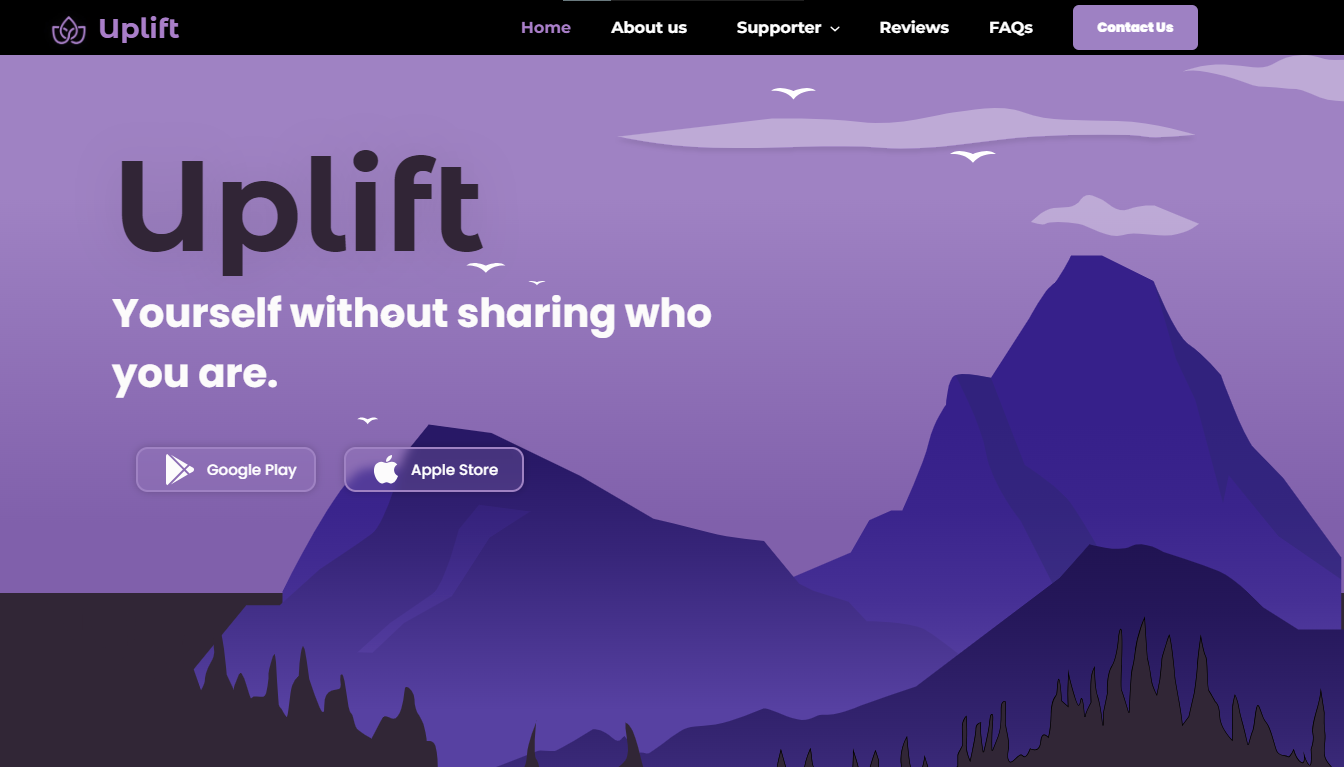 Uplift
Home About us Supporter Reviews FAQs Contact Us
Uplift
Yourself without sharing who
you are.
Google Play Apple Store